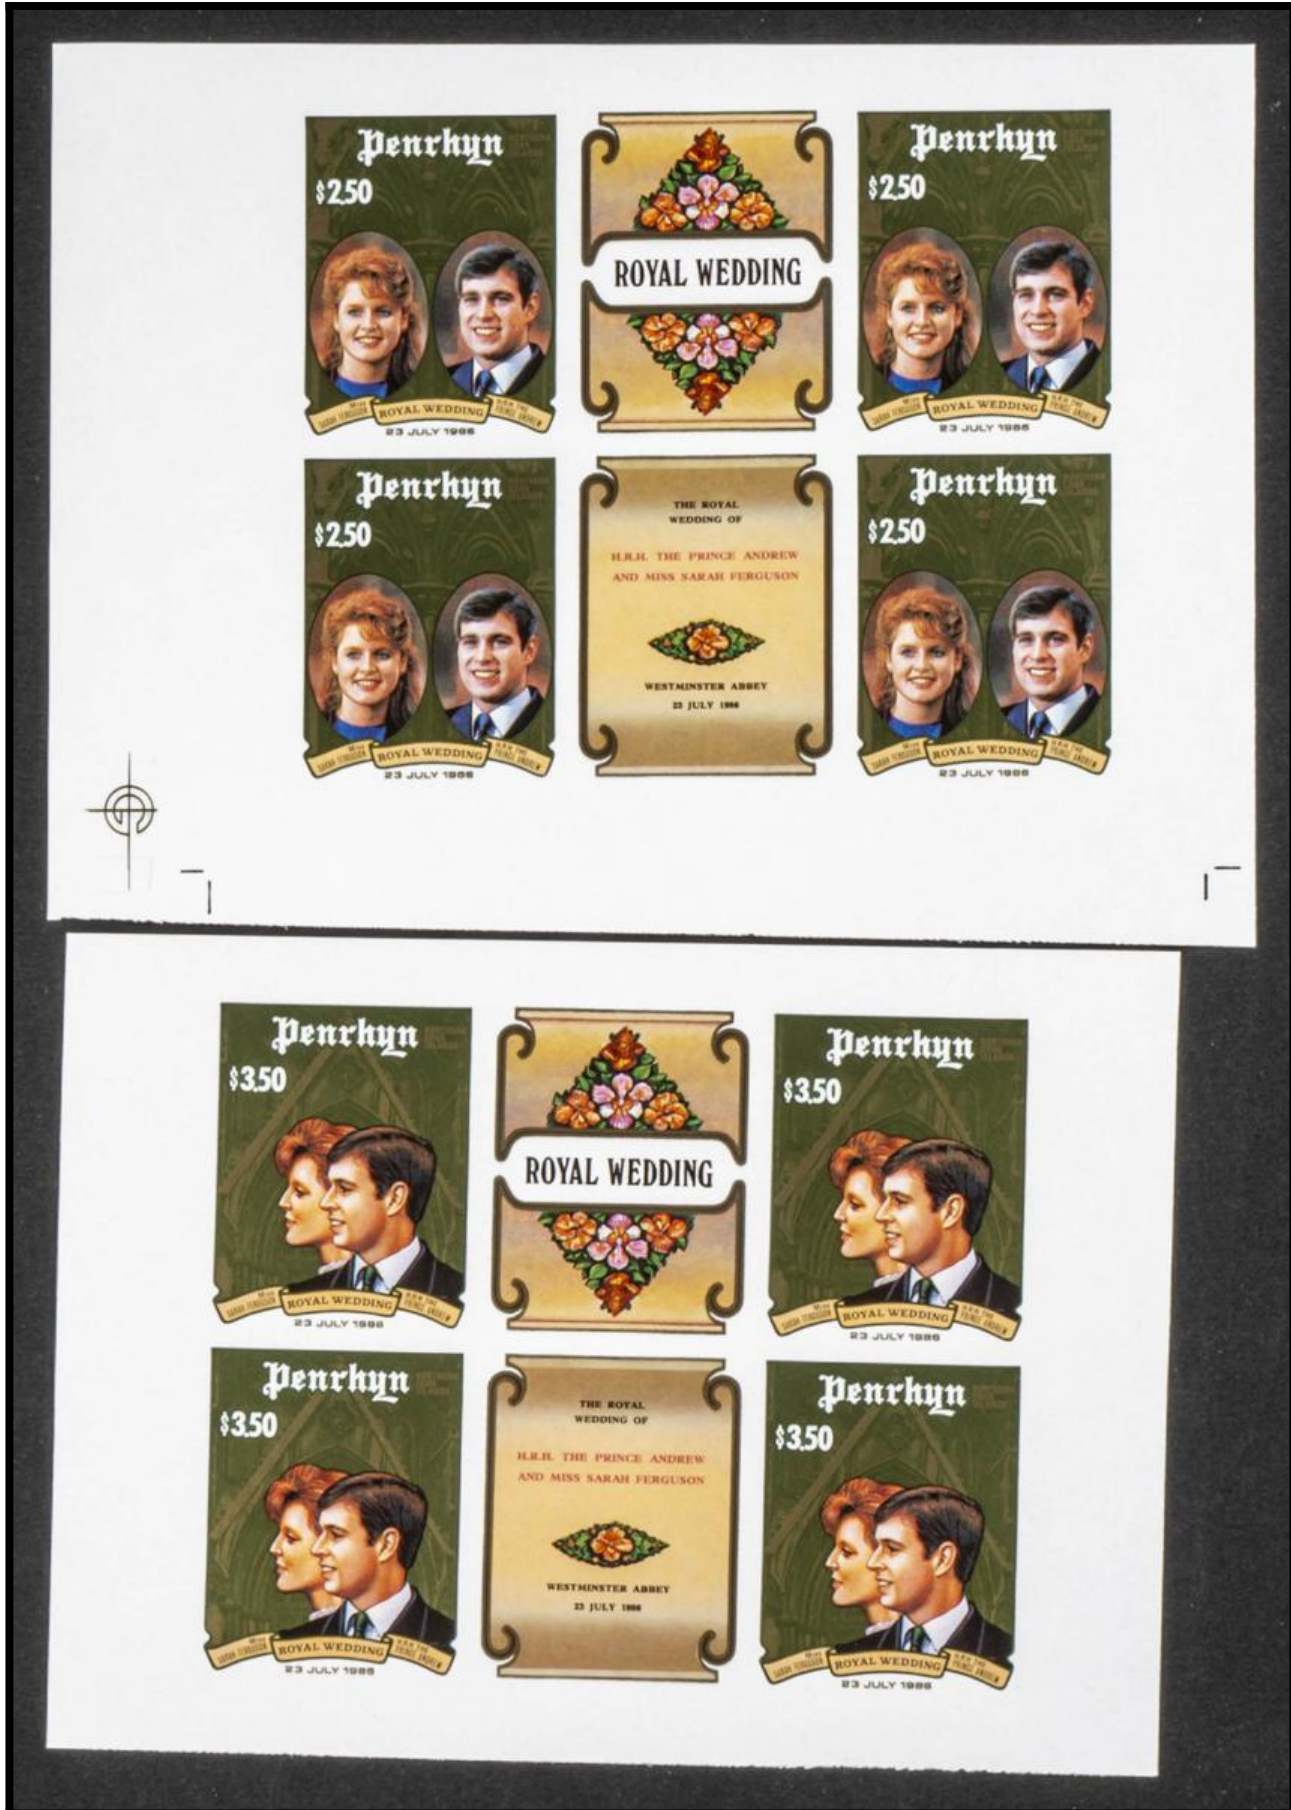 Penrhyn
$2.50
Miss
SARAH FERGUSON
ROYAL WEDDING
H.R.H. THE
PRINCE ANDREW
23 JULY 1986
ROYAL WEDDING
Penrhyn
$2.50
Miss
SARAH FERGUSON
ROYAL WEDDING
H.R.H. THE
PRINCE ANDREW
23 JULY 1986
Penrhyn
$2.50
Miss
SARAH FERGUSON
ROYAL WEDDING
H.R.H. THE
PRINCE ANDREW
23 JULY 1986
THE ROYAL
WEDDING OF
H.R.H. THE PRINCE ANDREW
AND MISS SARAH FERGUSON
WESTMINSTER ABBEY
23 JULY 1986
Penrhyn
$2.50
Miss
SARAH FERGUSON
ROYAL WEDDING
H.R.H. THE
PRINCE ANDREW
23 JULY 1986
Penrhyn
$3.50
Miss
SARAH FERGUSON
ROYAL WEDDING
H.R.H. THE
PRINCE ANDREW
23 JULY 1986
ROYAL WEDDING
Penrhyn
$3.50
Miss
SARAH FERGUSON
ROYAL WEDDING
H.R.H. THE
PRINCE ANDREW
23 JULY 1986
Penrhyn
$3.50
Miss
SARAH FERGUSON
ROYAL WEDDING
H.R.H. THE
PRINCE ANDREW
23 JULY 1986
THE ROYAL
WEDDING OF
H.R.H. THE PRINCE ANDREW
AND MISS SARAH FERGUSON
WESTMINSTER ABBEY
23 JULY 1986
Penrhyn
$3.50
Miss
SARAH FERGUSON
ROYAL WEDDING
H.R.H. THE
PRINCE ANDREW
23 JULY 1986